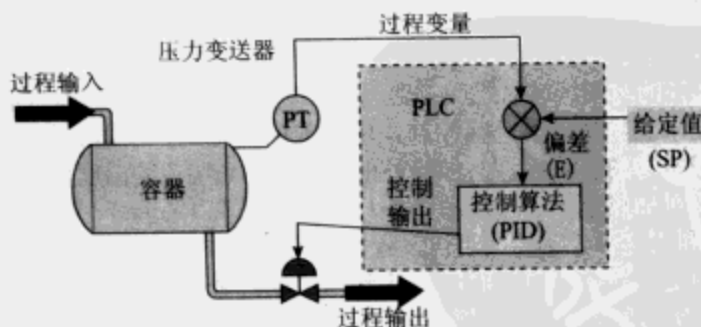 过程变量
压力变送器
过程输入
PT
PLC
给定值
(SP)
偏差
(E)
容器
控制
输出
控制算法
(PID)
过程输出